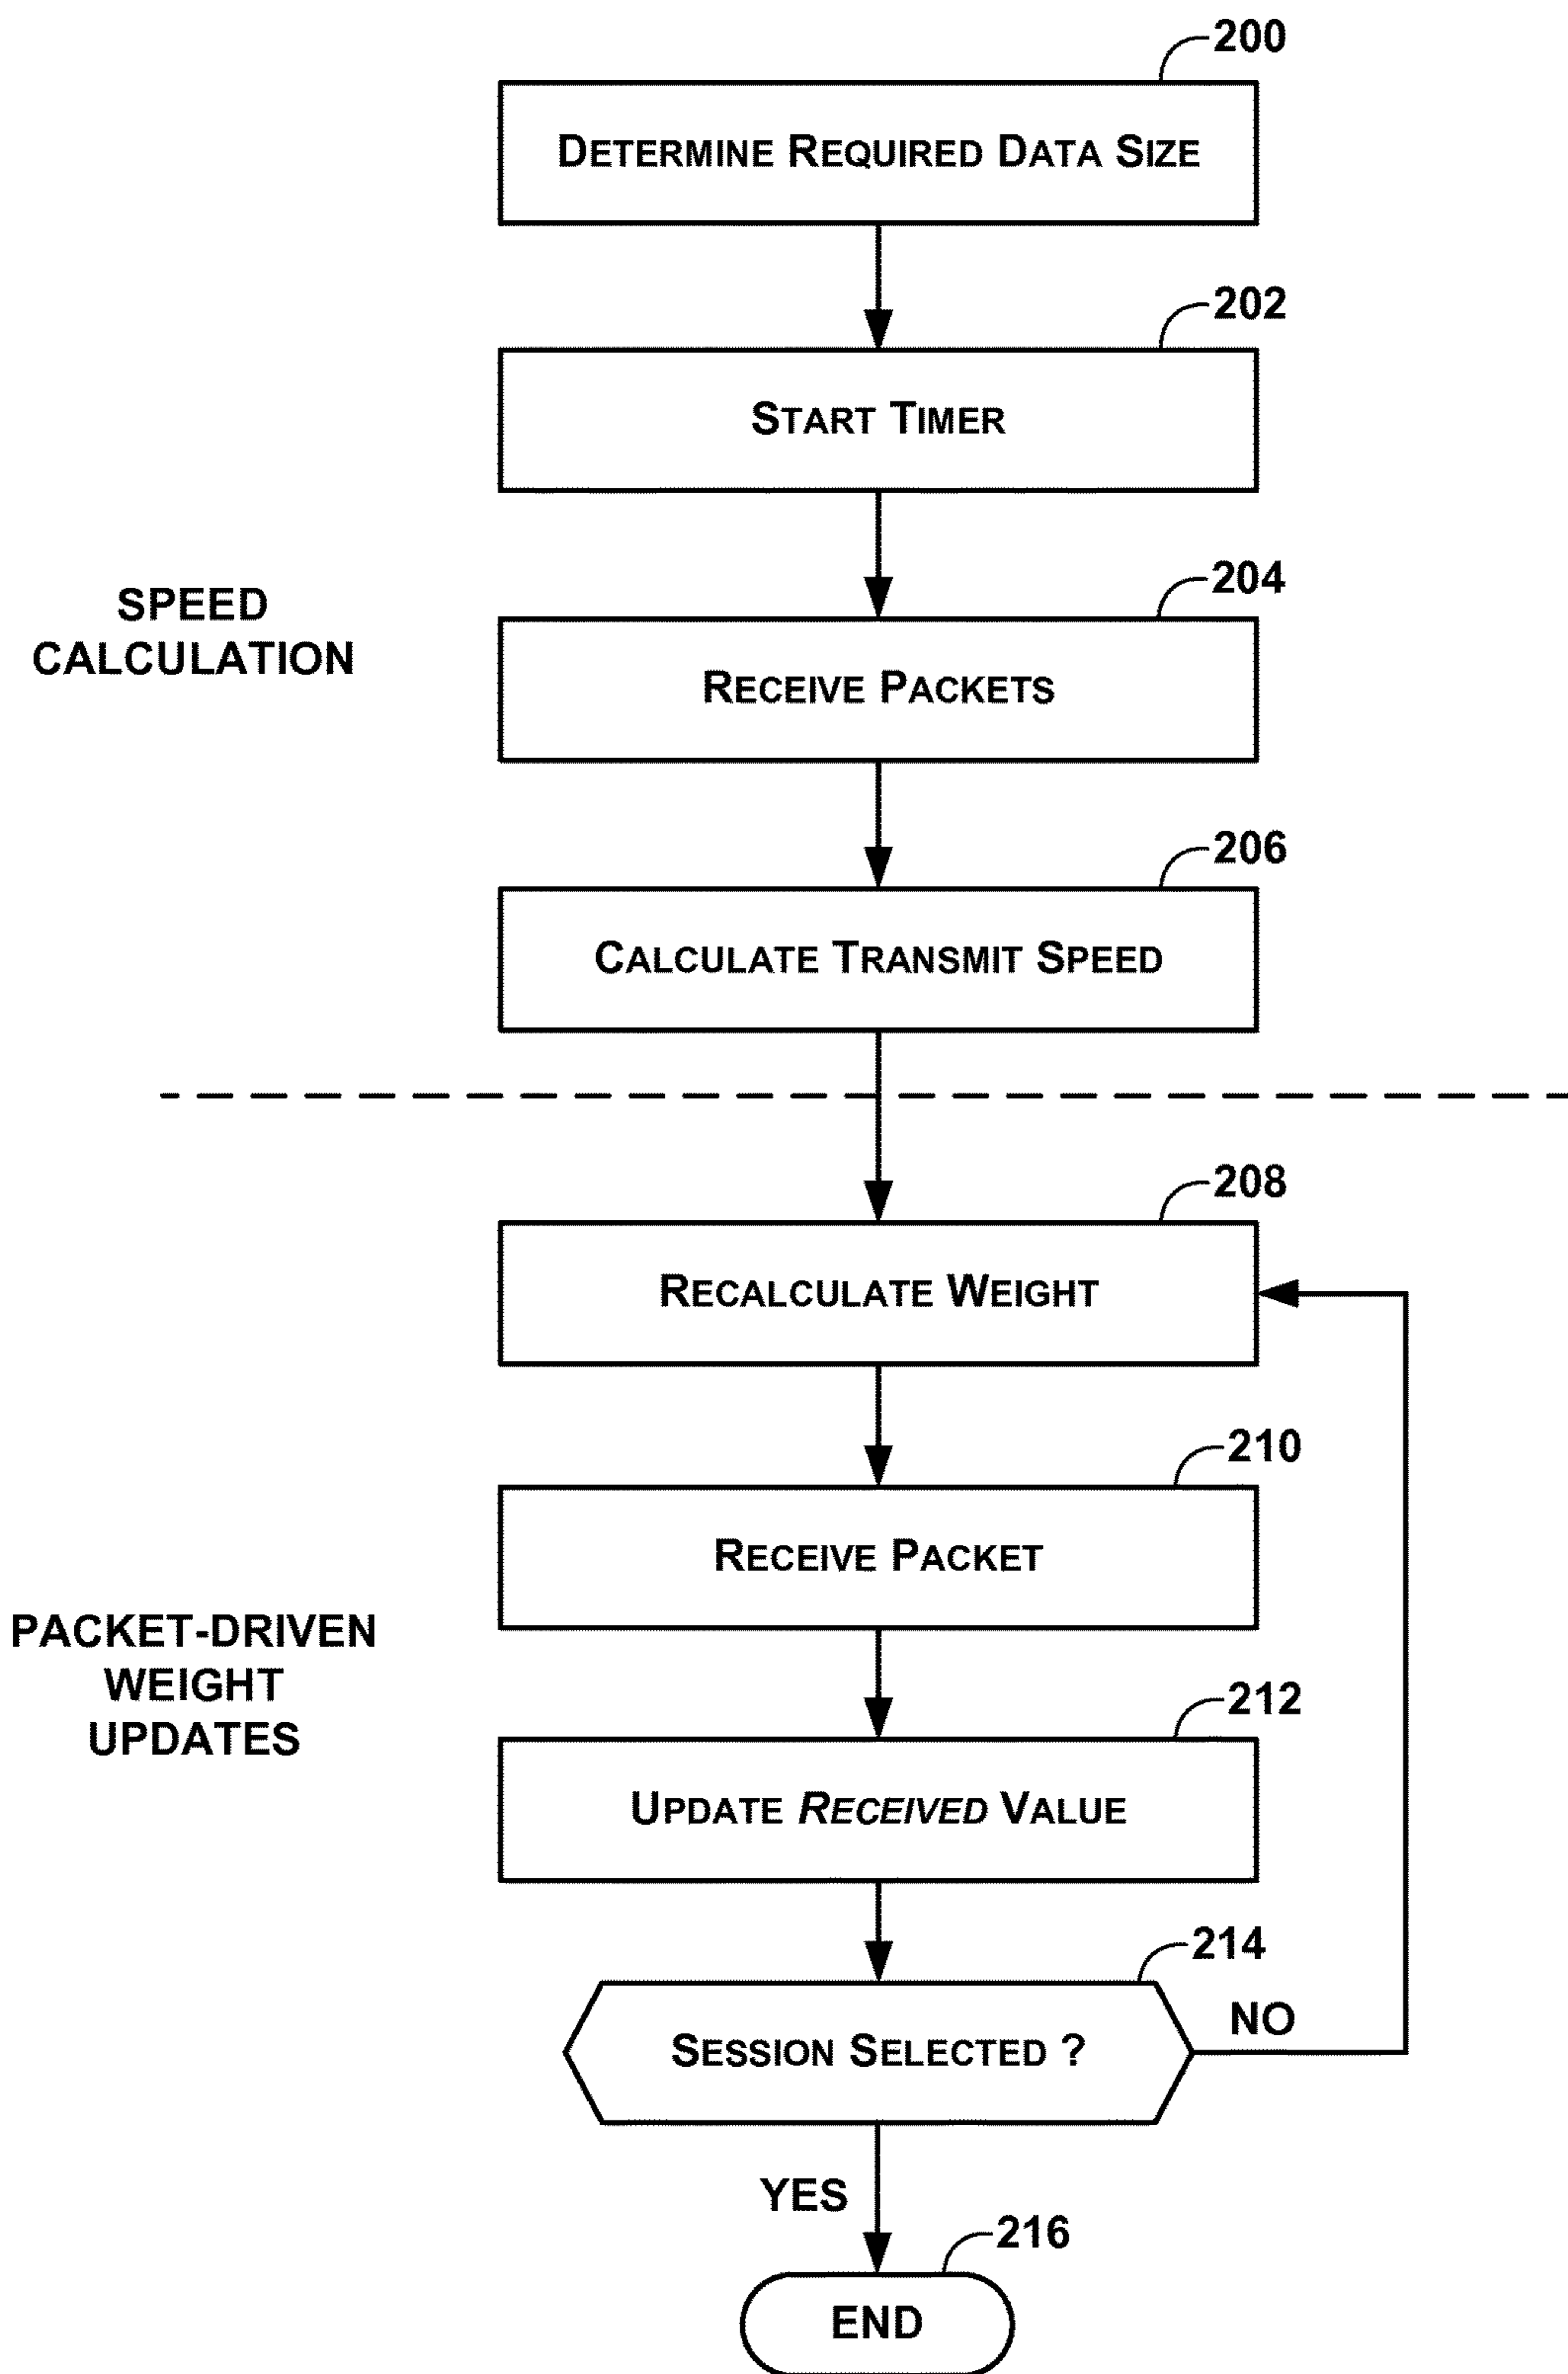 200
DETERMINE REQUIRED DATA SIZE
202
START TIMER
SPEED
CALCULATION
204
RECEIVE PACKETS
206
CALCULATE TRANSMIT SPEED
208
RECALCULATE WEIGHT
210
RECEIVE PACKET
PACKET-DRIVEN
WEIGHT
UPDATES
212
UPDATE RECEIVED VALUE
214
SESSION SELECTED ?
NO
YES
216
END